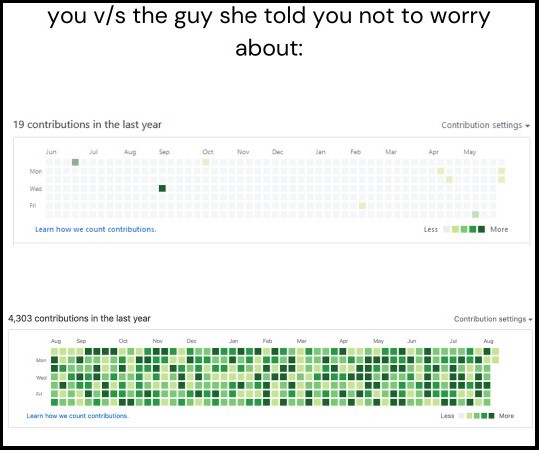 you v/s the guy she told you not to worry
about:
19 contributions in the last year
Contribution settings
Jun Jul Aug Sep Oct Nov Dec Jan Feb Mar Apr May
Mon
Wed
Fri
Learn how we count contributions.
Less More
4,303 contributions in the last year
Contribution settings
Aug Sep Oct Nov Dec Jan Feb Mar Apr May Jun Jul Aug
Mon
Wed
Fri
Learn how we count contributions.
Less More